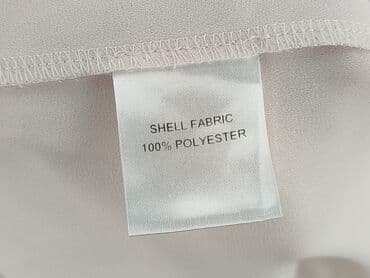 SHELL FABRIC
100% POLYESTER